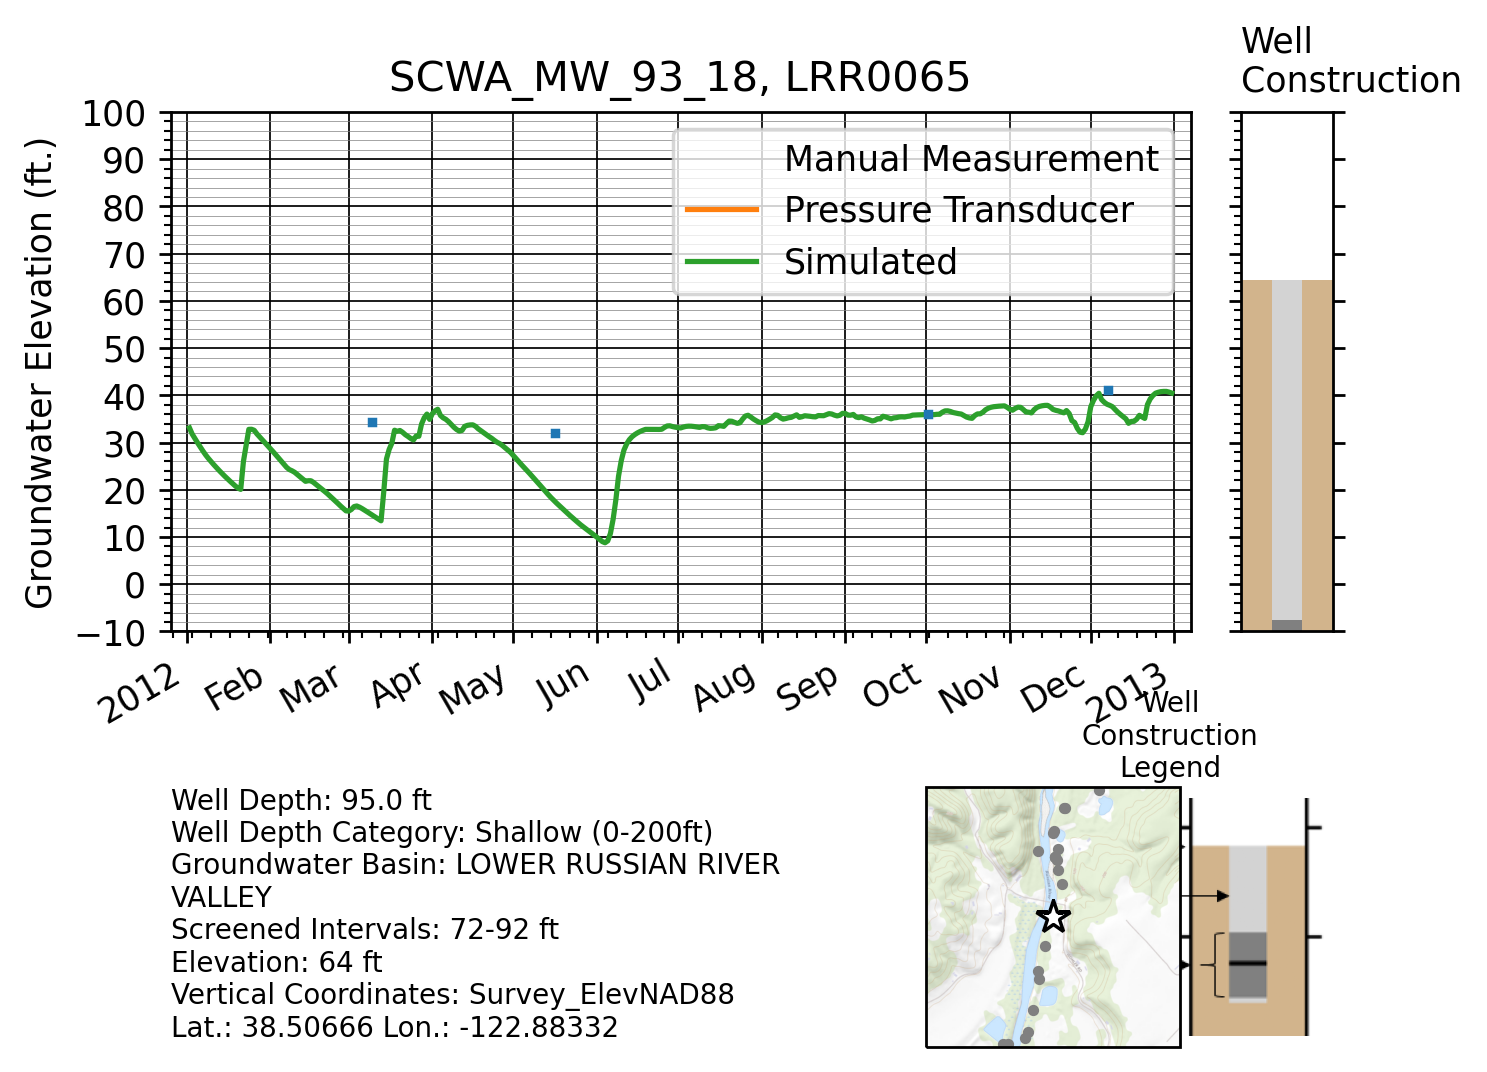 Well
Construction
SCWA_MW_93_18, LRR0065
Groundwater Elevation (ft.)
100
90
80
70
60
50
40
30
20
10
0
−10
Manual Measurement
Pressure Transducer
Simulated
2012
Feb
Mar
Apr
May
Jun
Jul
Aug
Sep
Oct
Nov
Dec
2013
Well
Construction
Legend
Well Depth: 95.0 ft
Well Depth Category: Shallow (0-200ft)
Groundwater Basin: LOWER RUSSIAN RIVER
VALLEY
Screened Intervals: 72-92 ft
Elevation: 64 ft
Vertical Coordinates: Survey_ElevNAD88
Lat.: 38.50666 Lon.: -122.88332